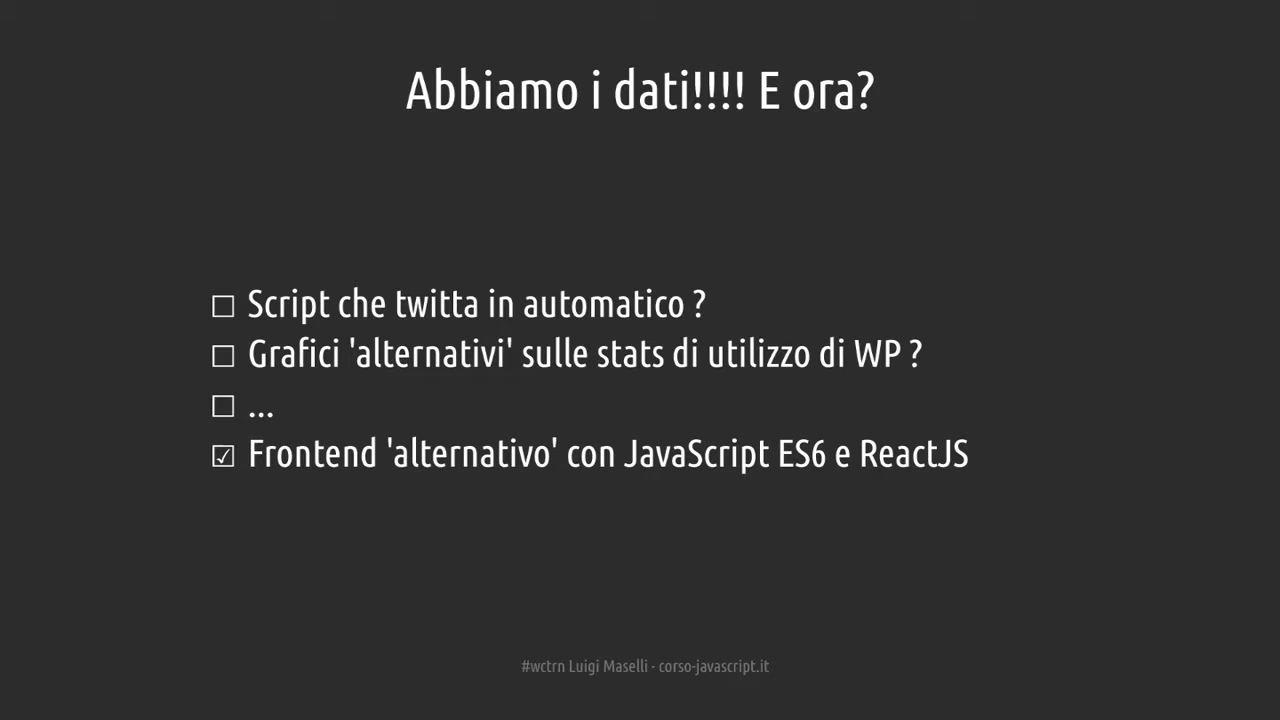 Abbiamo i dati!!!! E ora?
☐ Script che twitta in automatico ?
☐ Grafici 'alternativi' sulle stats di utilizzo di WP ?
☐ ...
☑ Frontend 'alternativo' con JavaScript ES6 e ReactJS
#wctrn Luigi Maselli - corso-javascript.it